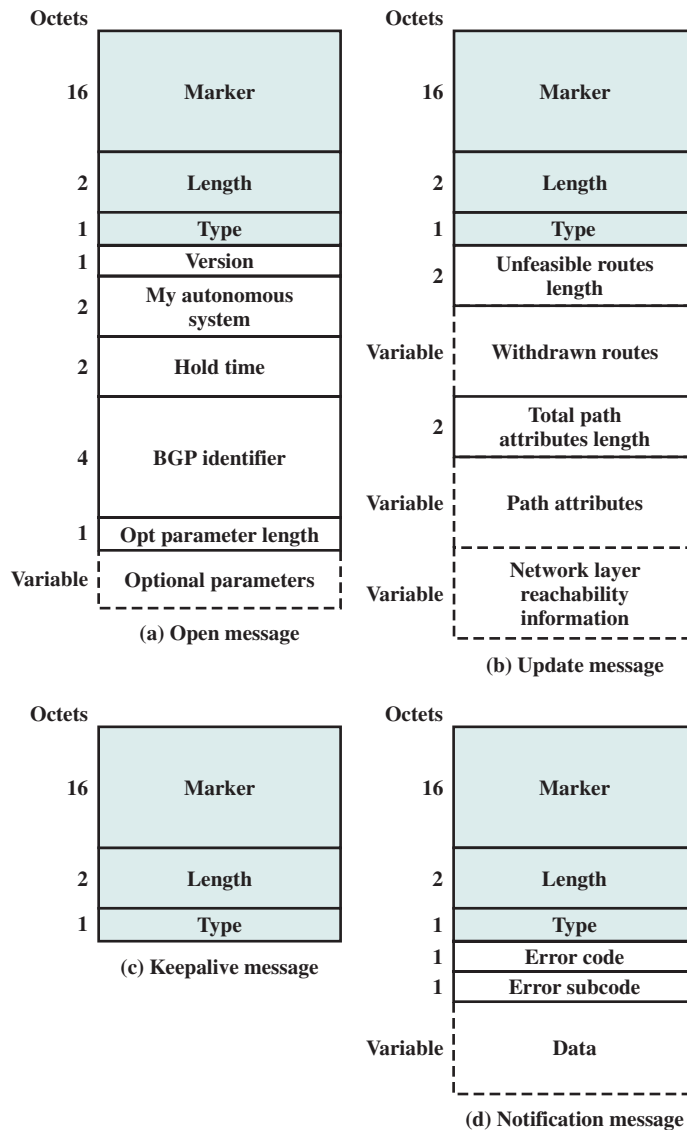 Octets
16 Marker
2 Length
1 Type
1 Version
2 My autonomous
system
2 Hold time
4 BGP identifier
1 Opt parameter length
Variable Optional parameters
(a) Open message
Octets
16 Marker
2 Length
1 Type
2 Unfeasible routes
length
Variable Withdrawn routes
2 Total path
attributes length
Variable Path attributes
Variable Network layer
reachability
information
(b) Update message
Octets
16 Marker
2 Length
1 Type
(c) Keepalive message
Octets
16 Marker
2 Length
1 Type
1 Error code
1 Error subcode
Variable Data
(d) Notification message